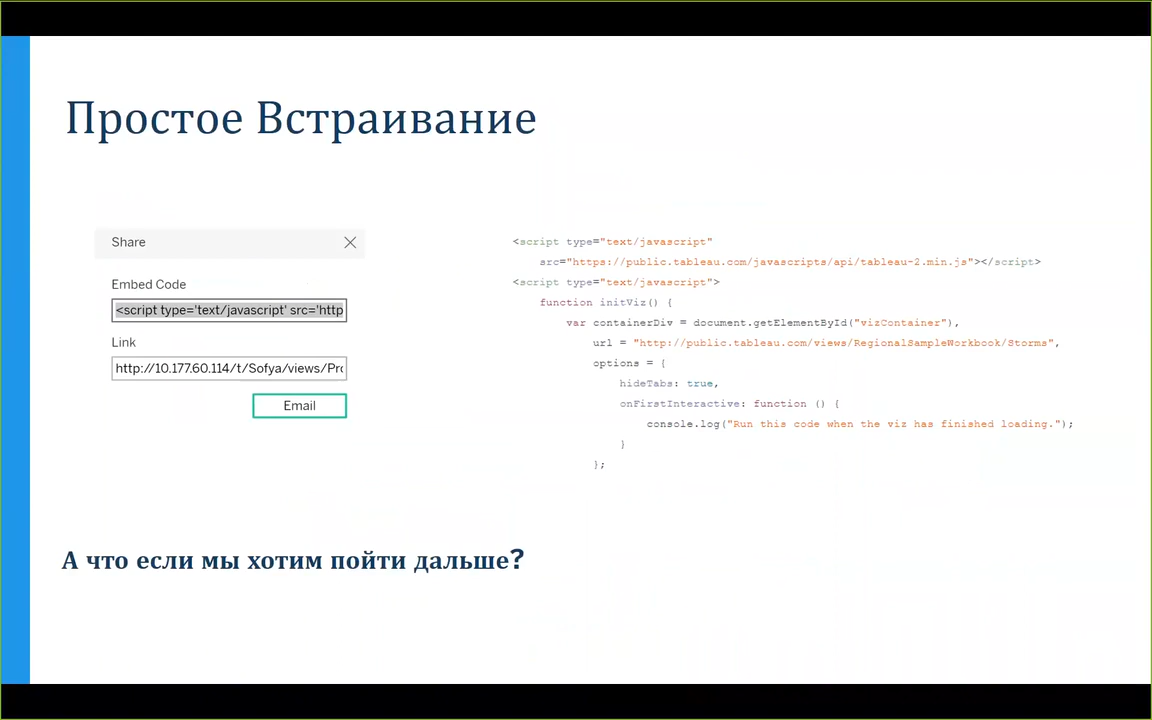 Простое Встраивание
Share
Embed Code
<script type='text/javascript' src='http
Link
http://10.177.60.114/t/Sofya/views/Pro
Email
<script type="text/javascript"
src="https://public.tableau.com/javascripts/api/tableau-2.min.js"></script>
<script type="text/javascript">
function initViz() {
var containerDiv = document.getElementById("vizContainer"),
url = "http://public.tableau.com/views/RegionalSampleWorkbook/Storms",
options = {
hideTabs: true,
onFirstInteractive: function () {
console.log("Run this code when the viz has finished loading.");
}
};
А что если мы хотим пойти дальше?